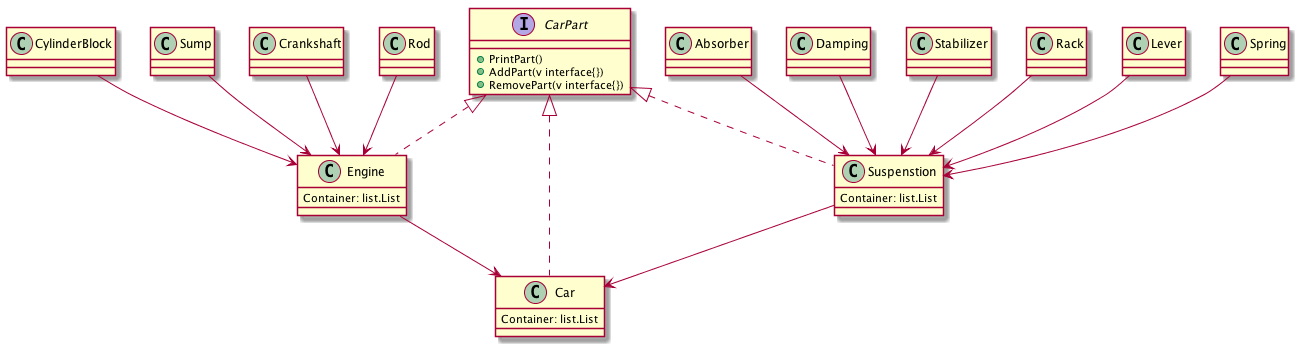 C CylinderBlock
C Sump
C Crankshaft
C Rod
I CarPart
PrintPart()
AddPart(v interface{})
RemovePart(v interface{})
C Absorber
C Damping
C Stabilizer
C Rack
C Lever
C Spring
C Engine
Container: list.List
C Suspenstion
Container: list.List
C Car
Container: list.List